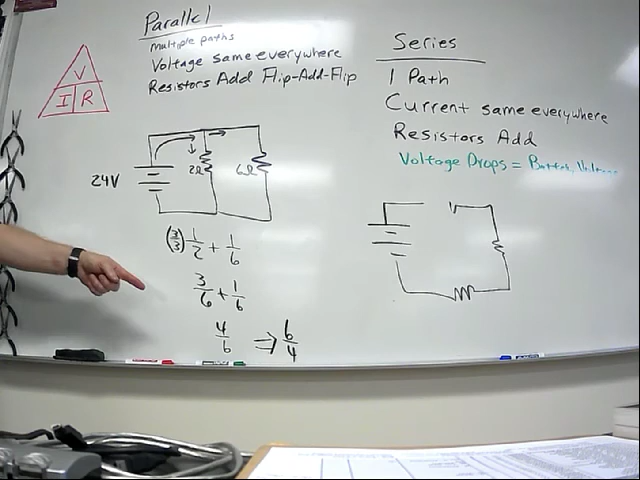 Parallel
multiple paths
Voltage same everywhere
Resistors Add Flip-Add-Flip
V
I R
24V
2Ω
6Ω
(3/3) 1/2 + 1/6
3/6 + 1/6
4/6 ⇒ 6/4
Series
1 Path
Current same everywhere
Resistors Add
Voltage Drops =